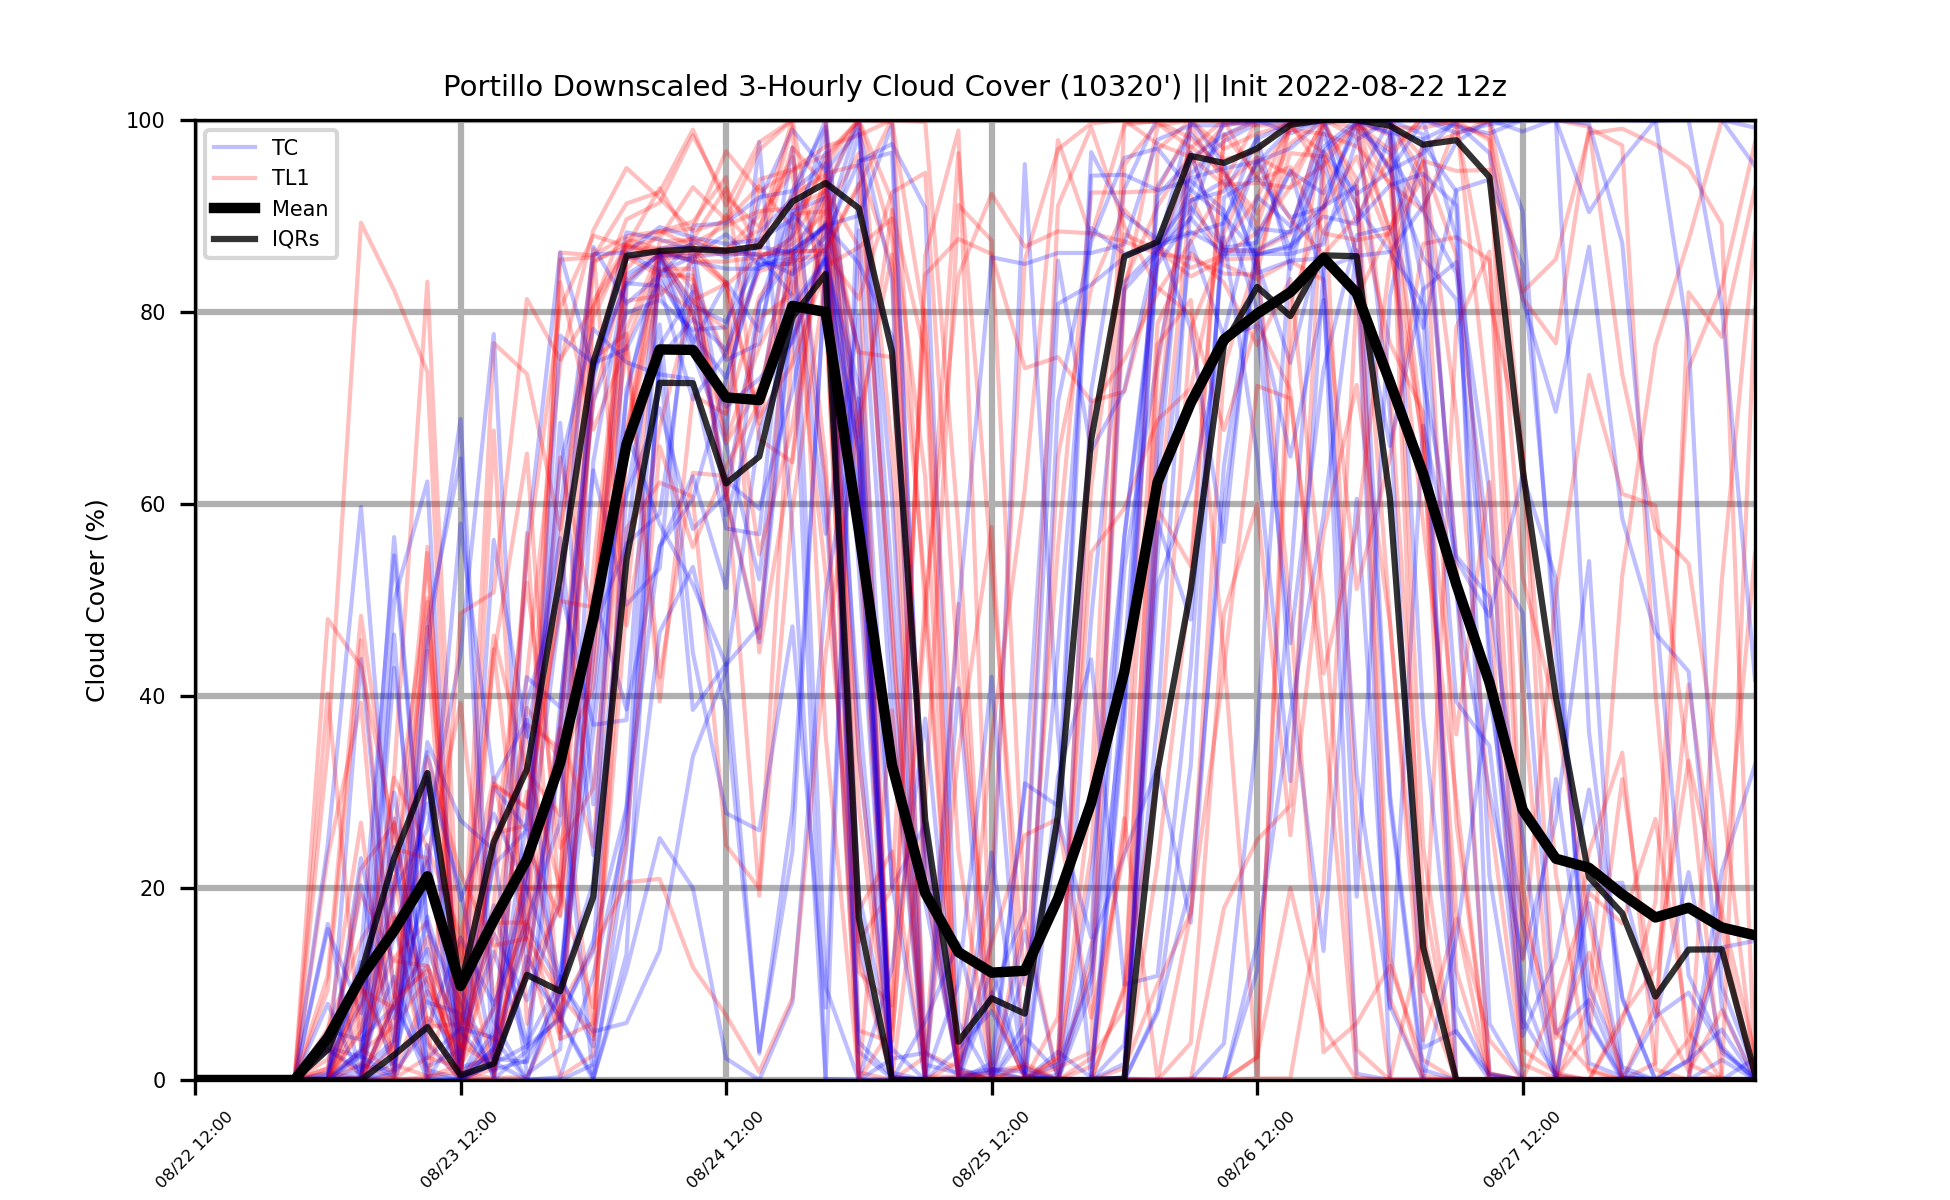 Portillo Downscaled 3-Hourly Cloud Cover (10320') || Init 2022-08-22 12z
100
80
60
40
20
0
Cloud Cover (%)
TC
TL1
Mean
IQRs
08/22 12:00
08/23 12:00
08/24 12:00
08/25 12:00
08/26 12:00
08/27 12:00